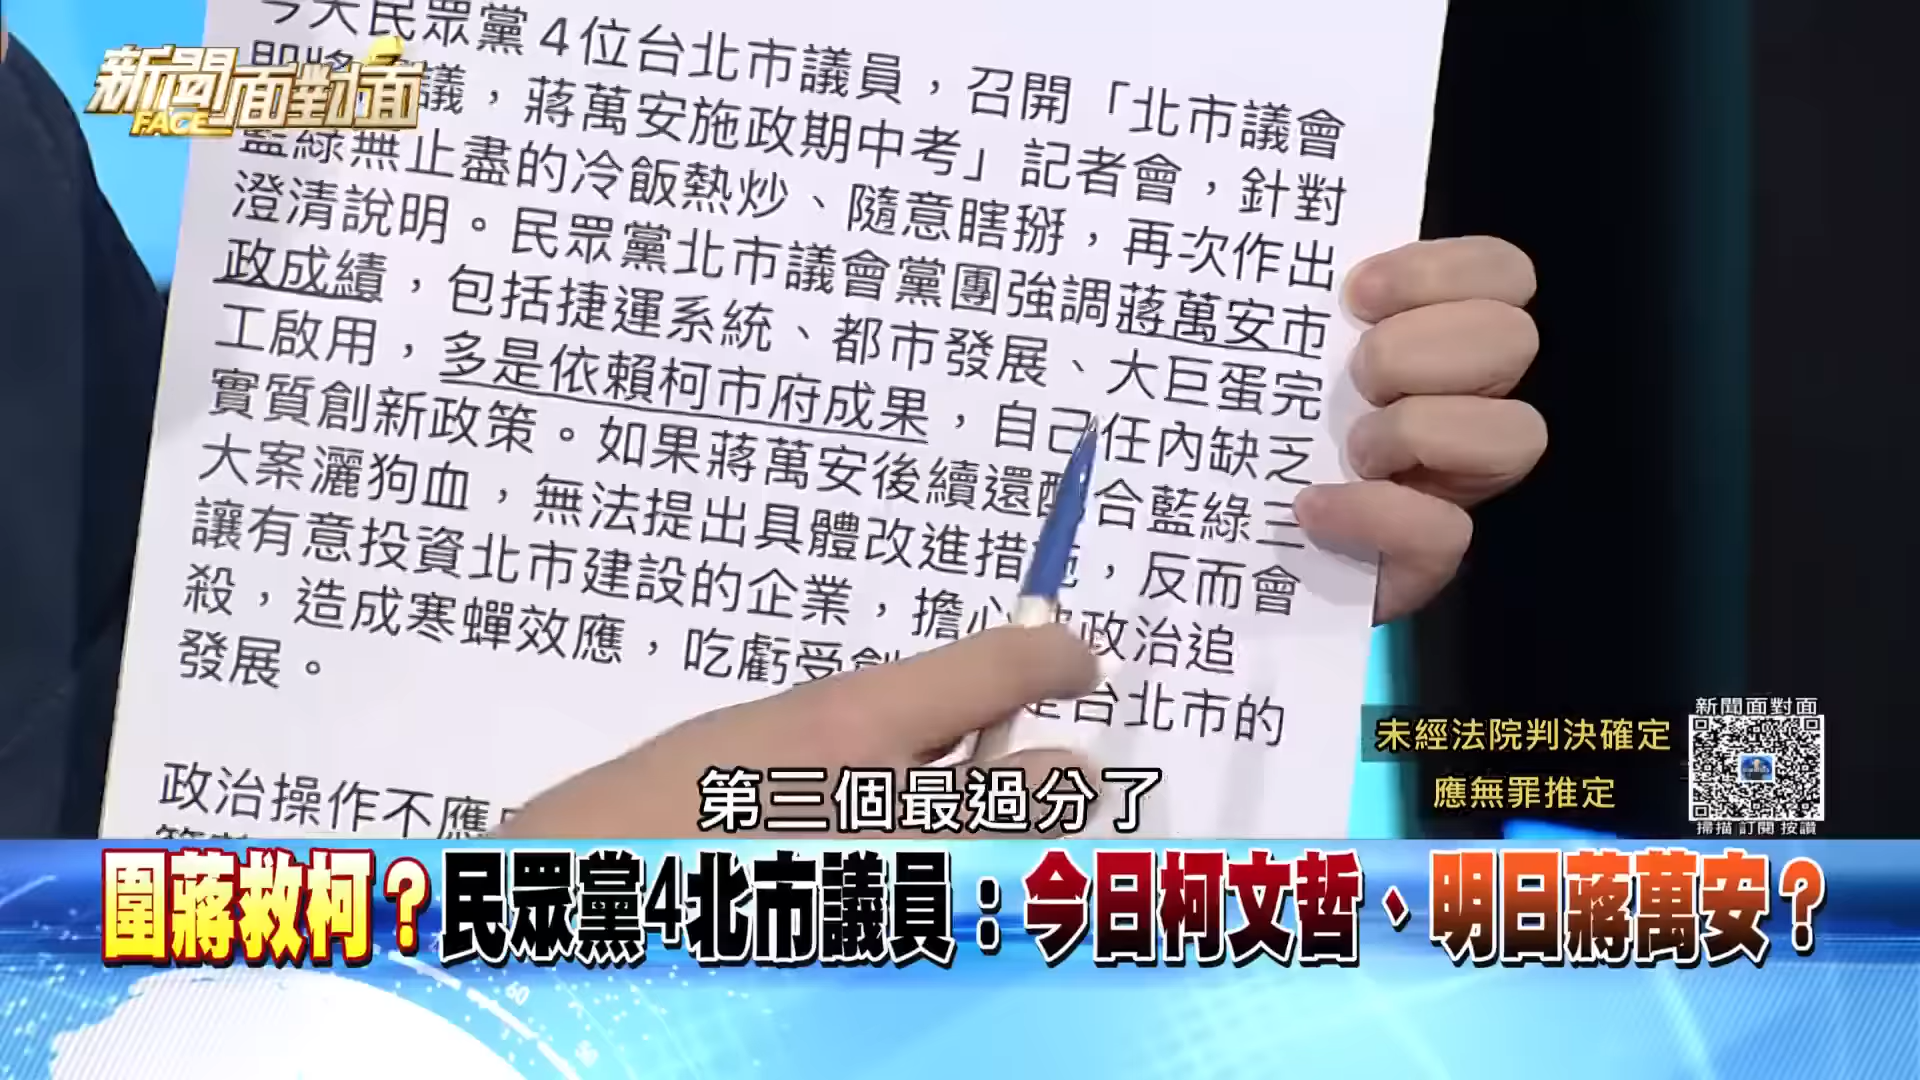 今天民眾黨4位台北市議員，召開「北市議會
議，蔣萬安施政期中考」記者會，針對
藍綠無止盡的冷飯熱炒、隨意瞎掰，再次作出
澄清說明。民眾黨北市議會黨團強調蔣萬安市
政成績，包括捷運系統、都市發展、大巨蛋完
工啟用，多是依賴柯市府成果，自己任內缺乏
實質創新政策。如果蔣萬安後續還配合藍綠三
大案灑狗血，無法提出具體改進措施，反而會
讓有意投資北市建設的企業，擔心 政治追
殺，造成寒蟬效應，吃虧受 台北市的
發展。
政治操作不應
新聞面對面
FACE
新聞面對面
未經法院判決確定
應無罪推定
掃描 訂閱 按讚
第三個最過分了
圍蔣救柯？民眾黨4北市議員：今日柯文哲、明日蔣萬安？
60
50